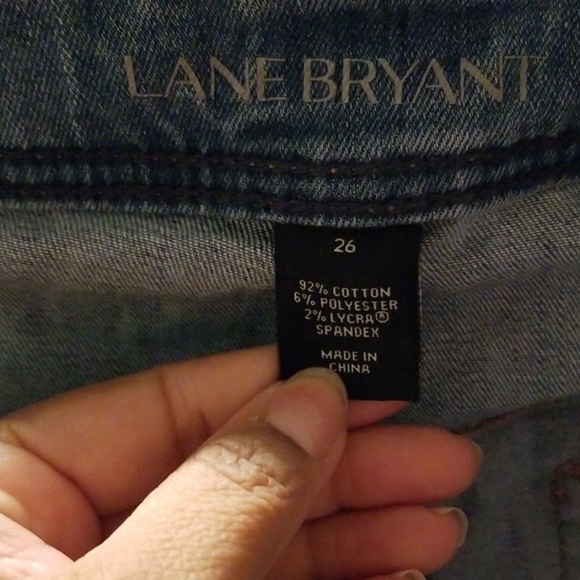 LANE BRYANT
26
92% COTTON
6% POLYESTER
2% LYCRA®
SPANDEX
MADE IN
CHINA